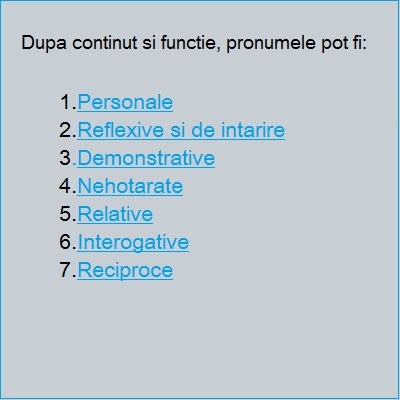 Dupa continut si functie, pronumele pot fi:
1.Personale
2.Reflexive si de intarire
3.Demonstrative
4.Nehotarate
5.Relative
6.Interogative
7.Reciproce